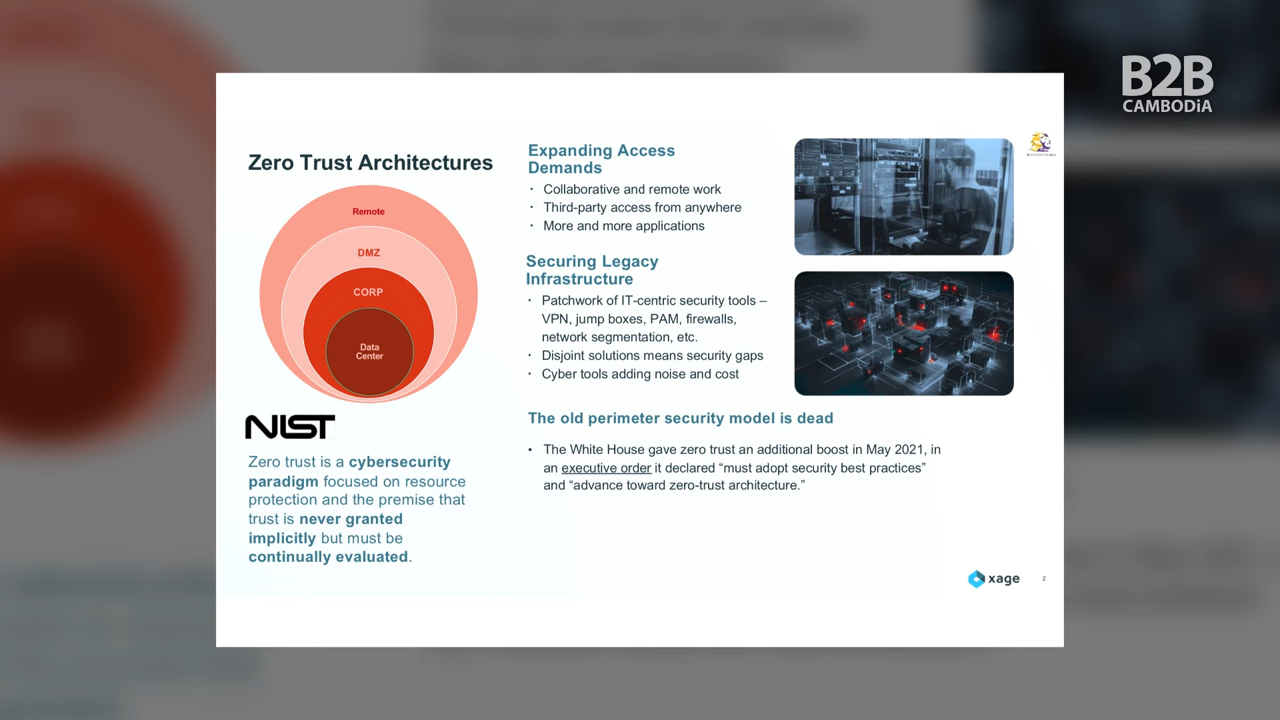 B2B
CAMBODiA
Zero Trust Architectures
Remote
DMZ
CORP
Data
Center
NIST
Zero trust is a cybersecurity
paradigm focused on resource
protection and the premise that
trust is never granted
implicitly but must be
continually evaluated.
Expanding Access
Demands
· Collaborative and remote work
· Third-party access from anywhere
· More and more applications
Securing Legacy
Infrastructure
· Patchwork of IT-centric security tools –
VPN, jump boxes, PAM, firewalls,
network segmentation, etc.
· Disjoint solutions means security gaps
· Cyber tools adding noise and cost
The old perimeter security model is dead
• The White House gave zero trust an additional boost in May 2021, in
an executive order it declared “must adopt security best practices”
and “advance toward zero-trust architecture.”
xage
2